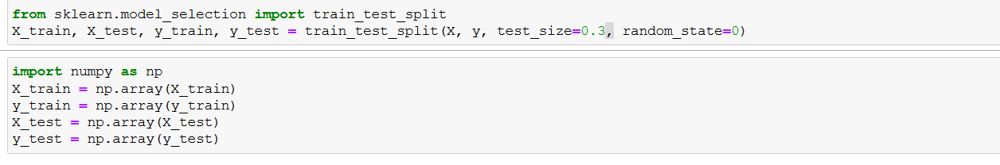 from sklearn.model_selection import train_test_split
X_train, X_test, y_train, y_test = train_test_split(X, y, test_size=0.3, random_state=0)
import numpy as np
X_train = np.array(X_train)
y_train = np.array(y_train)
X_test = np.array(X_test)
y_test = np.array(y_test)